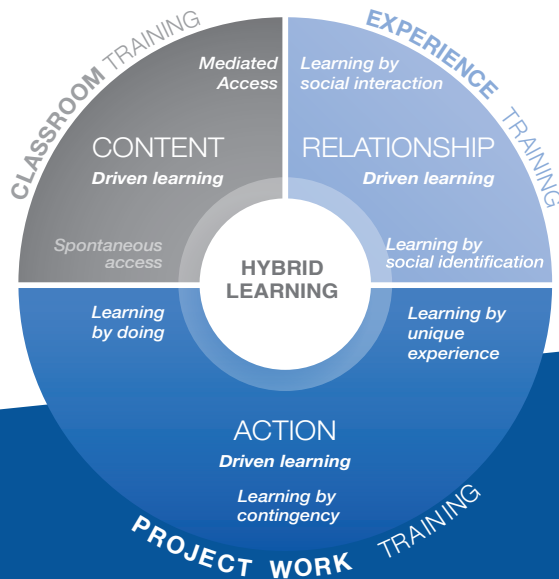 CLASSROOM TRAINING
Mediated
Access
CONTENT
Driven learning
Spontaneous
access
EXPERIENCE TRAINING
Learning by
social interaction
RELATIONSHIP
Driven learning
Learning by
social identification
HYBRID
LEARNING
Learning
by doing
Learning by
unique
experience
ACTION
Driven learning
Learning by
contingency
PROJECT WORK TRAINING